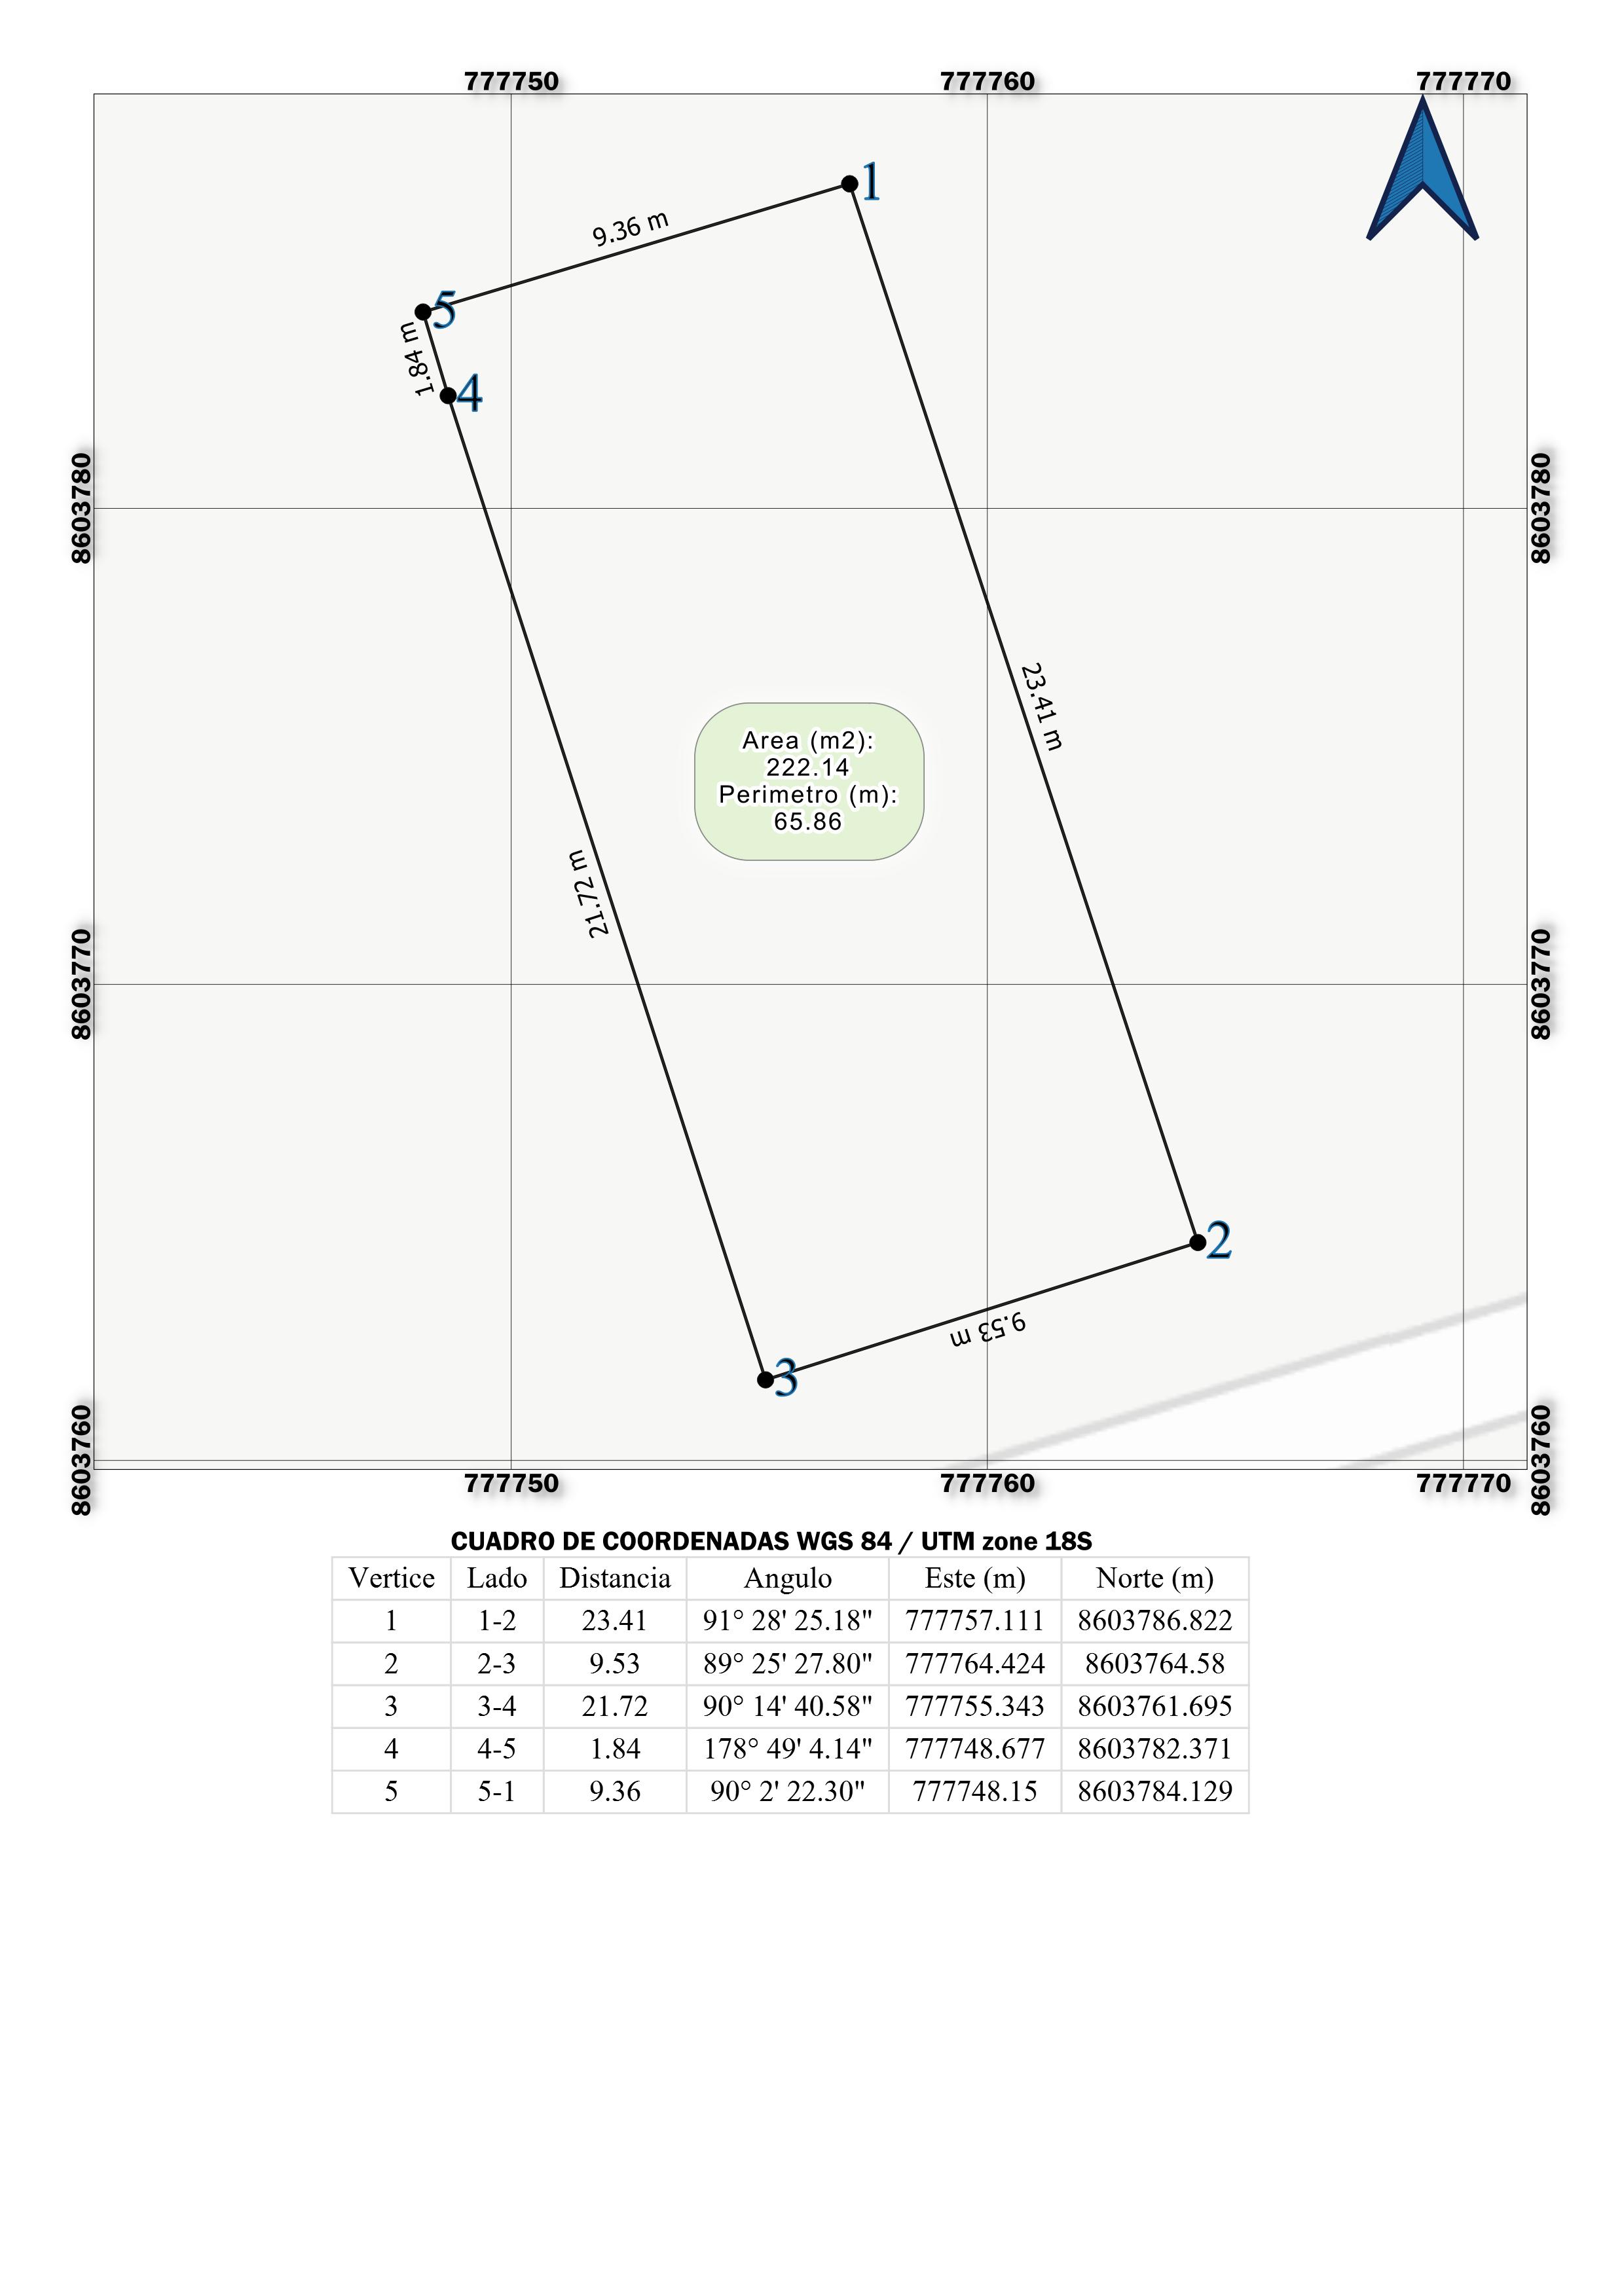 777750 777760 777770
1
9.36 m
5
1.84 m
4
8603780 8603780
23.41 m
Area (m2):
222.14
Perimetro (m):
65.86
21.72 m
8603770 8603770
2
9.53 m
3
8603760 8603760
777750 777760 777770
CUADRO DE COORDENADAS WGS 84 / UTM zone 18S
Vertice Lado Distancia Angulo Este (m) Norte (m)
1 1-2 23.41 91° 28' 25.18" 777757.111 8603786.822
2 2-3 9.53 89° 25' 27.80" 777764.424 8603764.58
3 3-4 21.72 90° 14' 40.58" 777755.343 8603761.695
4 4-5 1.84 178° 49' 4.14" 777748.677 8603782.371
5 5-1 9.36 90° 2' 22.30" 777748.15 8603784.129